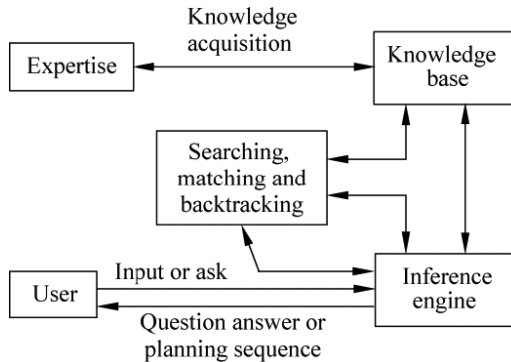 Knowledge
acquisition
Expertise
Knowledge
base
Searching,
matching and
backtracking
Input or ask
User
Inference
engine
Question answer or
planning sequence